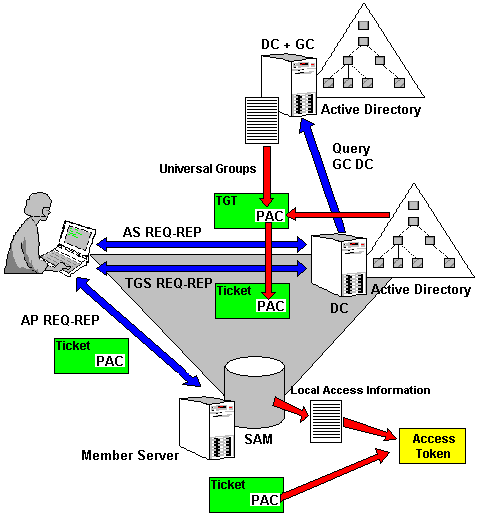 DC + GC
Active Directory
Query
GC DC
Universal Groups
TGT
PAC
AS REQ-REP
TGS REQ-REP
DC
Active Directory
Ticket
PAC
AP REQ-REP
Ticket
PAC
Local Access Information
SAM
Member Server
Access
Token
Ticket
PAC